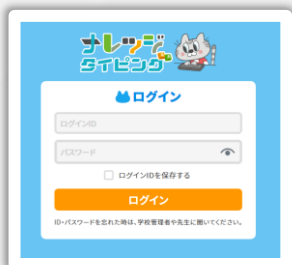 ナレッジ
タイピング
ログイン
ログインID
パスワード
ログインIDを保存する
ログイン
ID・パスワードを忘れた時は、学校管理者や先生に聞いてください。